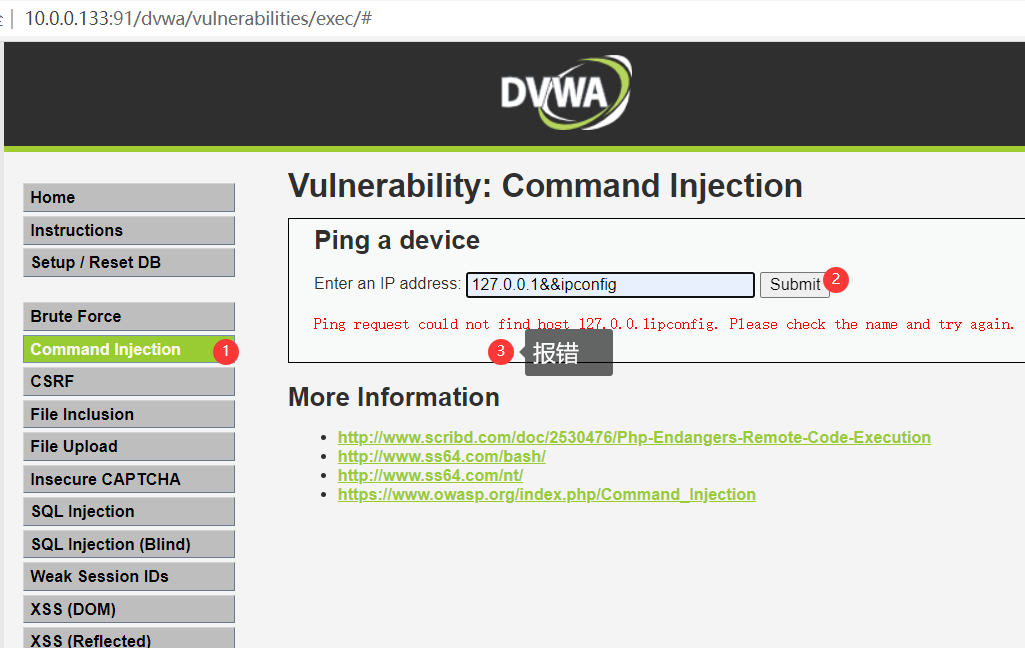 10.0.0.133:91/dvwa/vulnerabilities/exec/#
DVWA
Home
Instructions
Setup / Reset DB
Brute Force
Command Injection 1
CSRF
File Inclusion
File Upload
Insecure CAPTCHA
SQL Injection
SQL Injection (Blind)
Weak Session IDs
XSS (DOM)
XSS (Reflected)
Vulnerability: Command Injection
Ping a device
Enter an IP address: 127.0.0.1&&ipconfig Submit 2
Ping request could not find host 127.0.0.1ipconfig. Please check the name and try again.
3 报错
More Information
http://www.scribd.com/doc/2530476/Php-Endangers-Remote-Code-Execution
http://www.ss64.com/bash/
http://www.ss64.com/nt/
https://www.owasp.org/index.php/Command_Injection